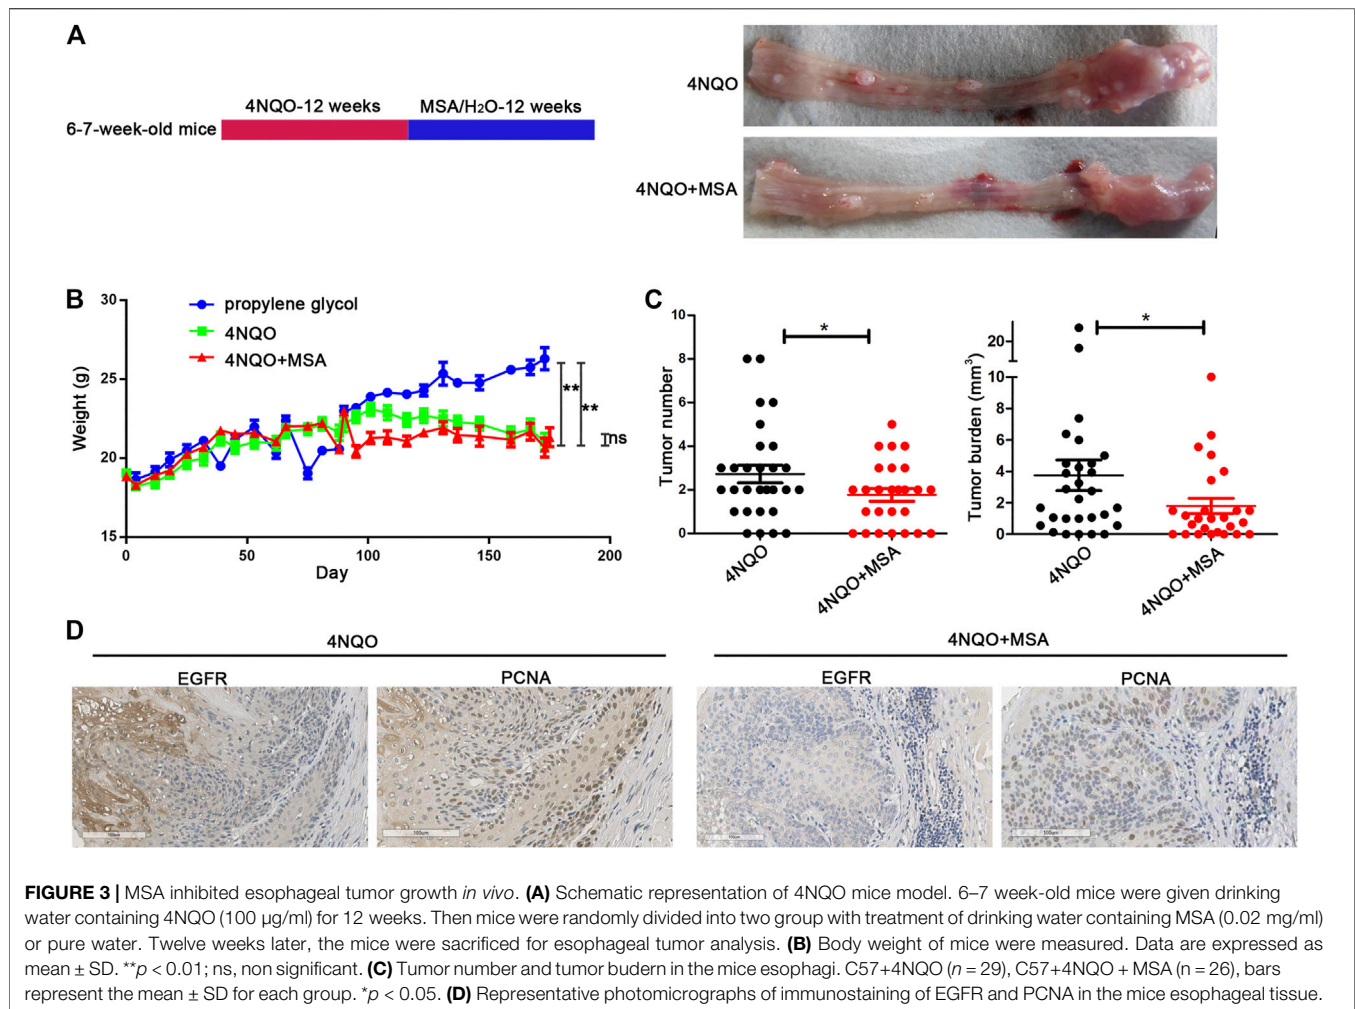 A
4NQO-12 weeks
MSA/H2O-12 weeks
6-7-week-old mice
4NQO
4NQO+MSA
B
30
25
20
15
Weight (g)
propylene glycol
4NQO
4NQO+MSA
**
**
ns
0
50
100
150
200
Day
C
10
8
6
4
2
0
Tumor number
*
4NQO
4NQO+MSA
20
10
8
6
4
2
0
Tumor burden (mm3)
*
4NQO
4NQO+MSA
D
4NQO
4NQO+MSA
EGFR
PCNA
EGFR
PCNA
100um
100um
100um
100um
FIGURE 3 | MSA inhibited esophageal tumor growth in vivo. (A) Schematic representation of 4NQO mice model. 6–7 week-old mice were given drinking
water containing 4NQO (100 μg/ml) for 12 weeks. Then mice were randomly divided into two group with treatment of drinking water containing MSA (0.02 mg/ml)
or pure water. Twelve weeks later, the mice were sacrificed for esophageal tumor analysis. (B) Body weight of mice were measured. Data are expressed as
mean ± SD. **p < 0.01; ns, non significant. (C) Tumor number and tumor budern in the mice esophagi. C57+4NQO (n = 29), C57+4NQO + MSA (n = 26), bars
represent the mean ± SD for each group. *p < 0.05. (D) Representative photomicrographs of immunostaining of EGFR and PCNA in the mice esophageal tissue.